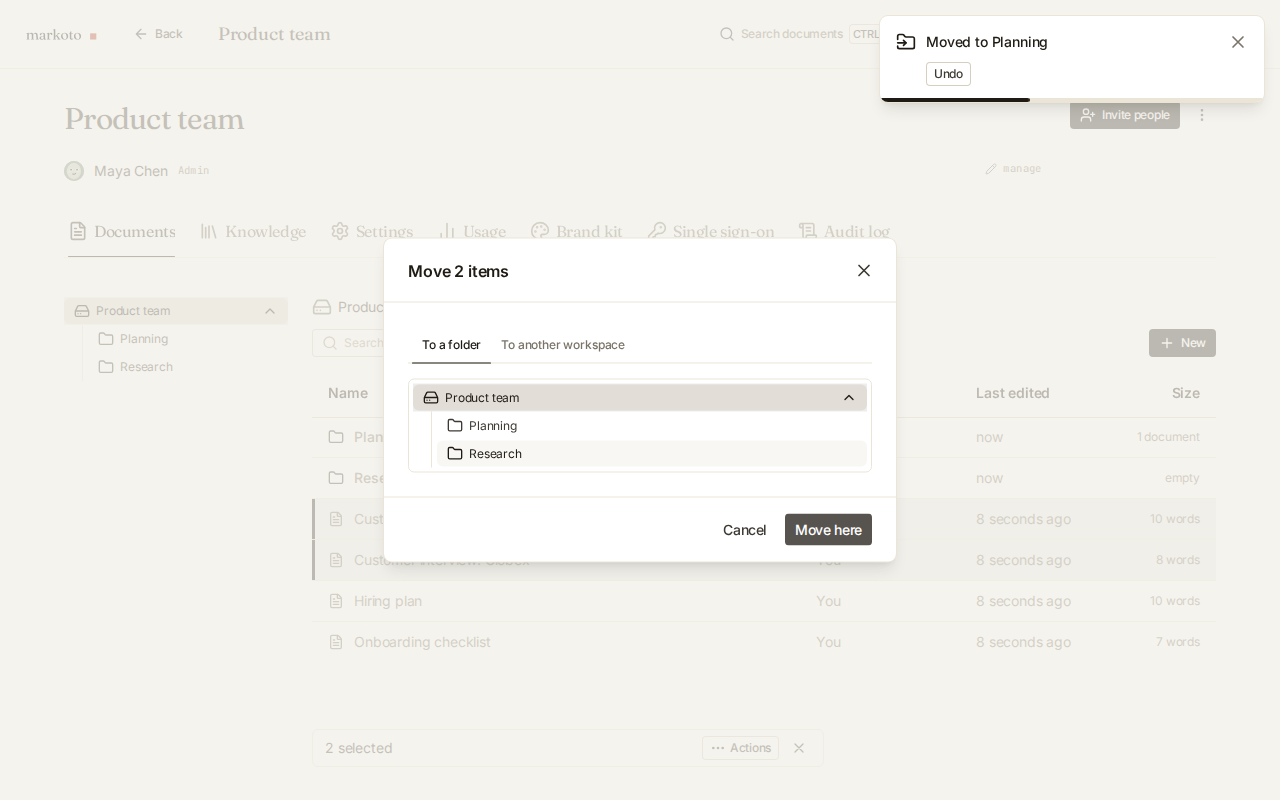 markoto
Back
Product team
Search documents
CTRL
Moved to Planning
Undo
Product team
Invite people
Maya Chen
Admin
manage
Documents
Knowledge
Settings
Usage
Brand kit
Single sign-on
Audit log
Move 2 items
To a folder
To another workspace
Product team
Planning
Research
Cancel
Move here
Product team
Planning
Research
Search
New
Name
Last edited
Size
now
1 document
now
empty
8 seconds ago
10 words
You
8 seconds ago
8 words
Hiring plan
You
8 seconds ago
10 words
Onboarding checklist
You
8 seconds ago
7 words
2 selected
Actions